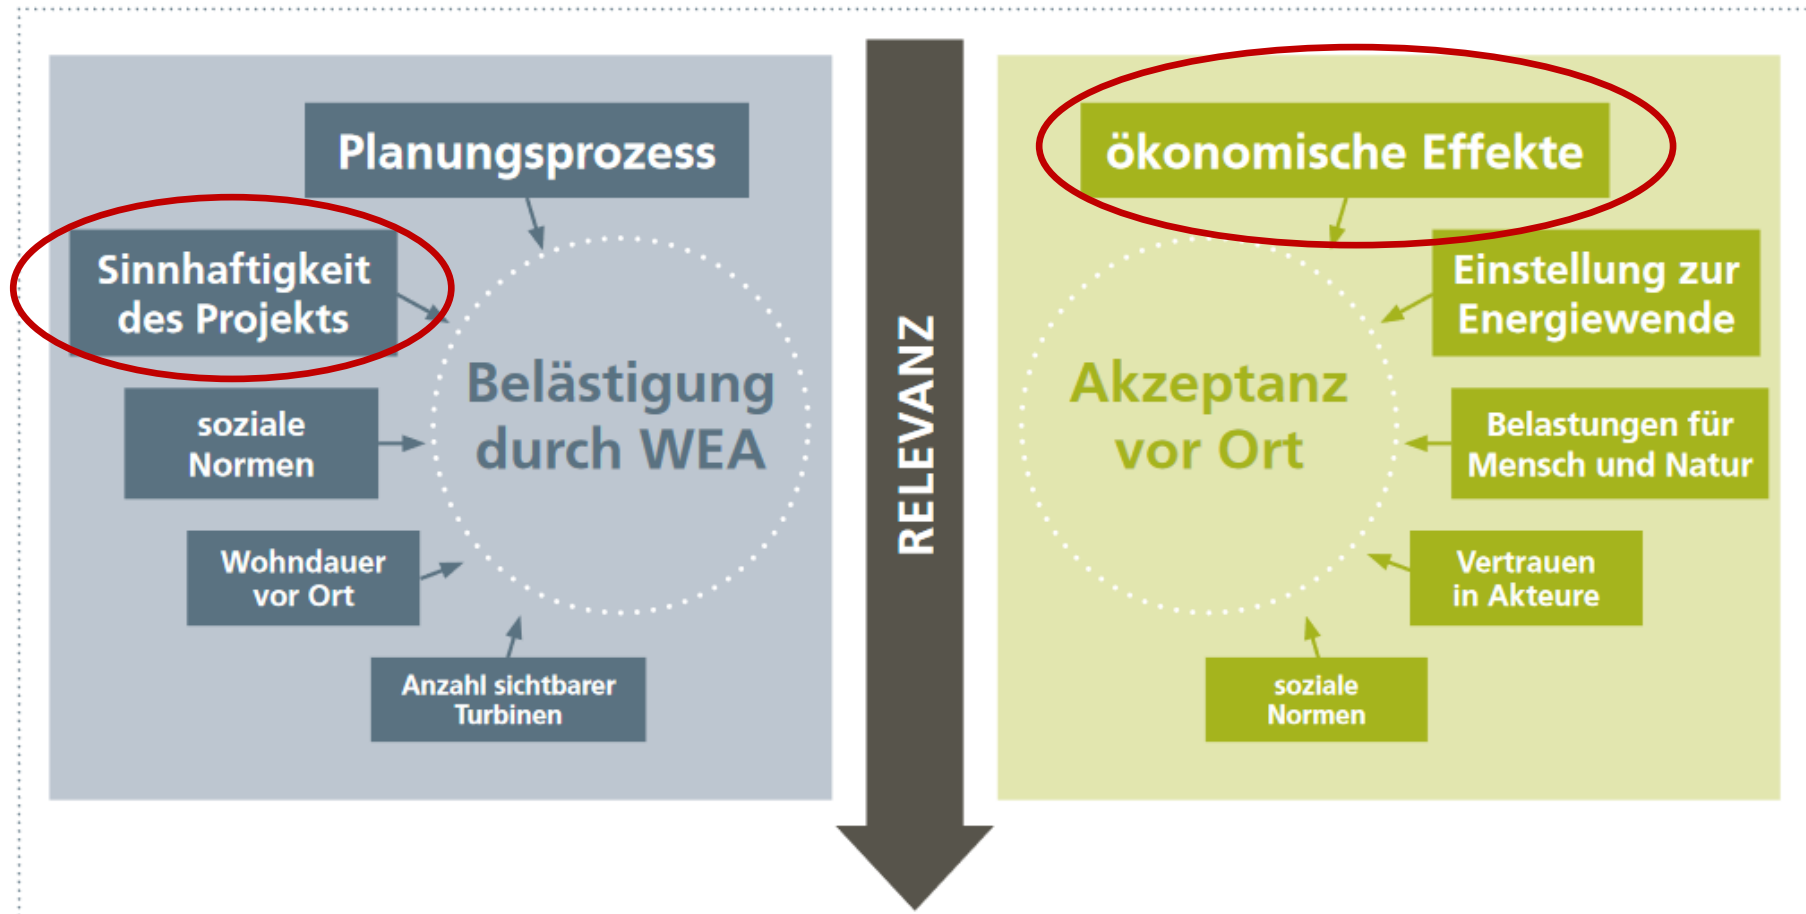 Planungsprozess
Sinnhaftigkeit
des Projekts
soziale
Normen
Wohndauer
vor Ort
Anzahl sichtbarer
Turbinen
Belästigung
durch WEA
RELEVANZ
ökonomische Effekte
Einstellung zur
Energiewende
Belastungen für
Mensch und Natur
Vertrauen
in Akteure
soziale
Normen
Akzeptanz
vor Ort